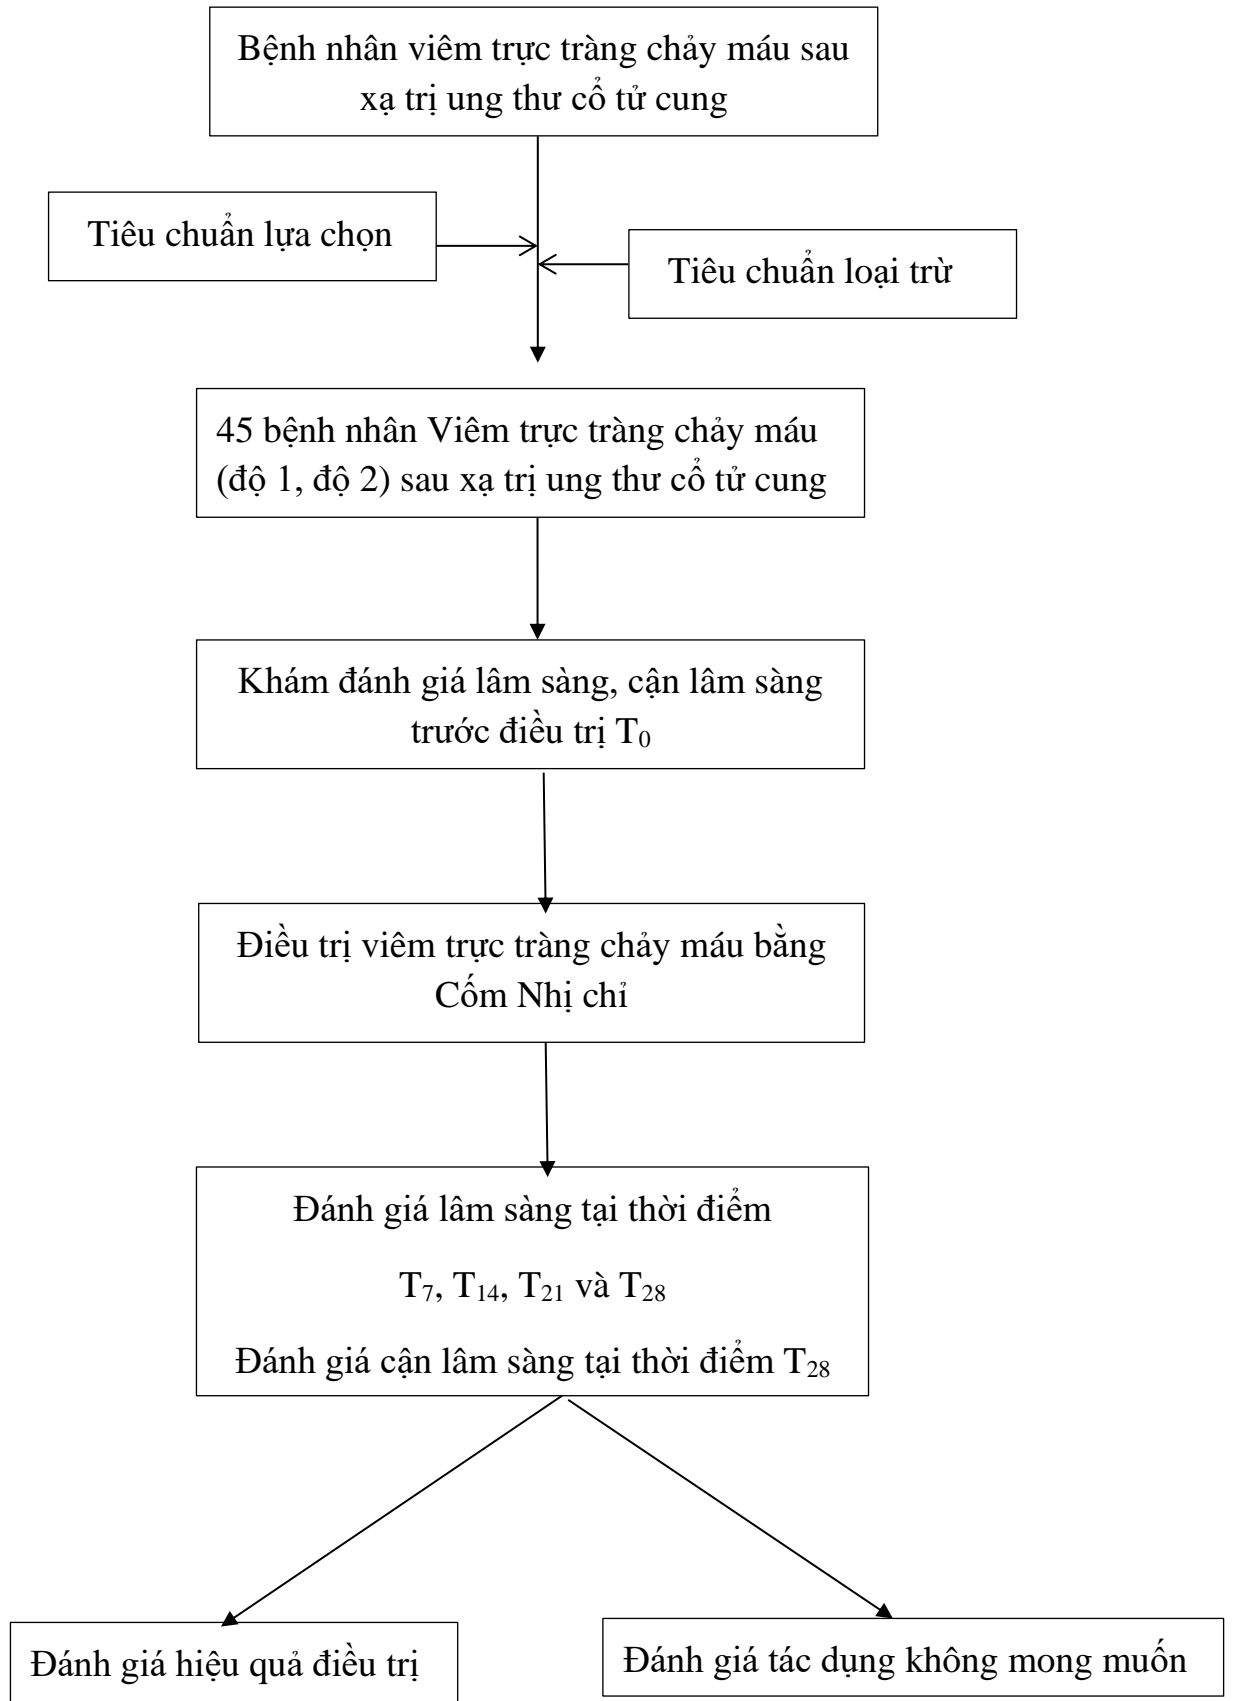 Bệnh nhân viêm trực tràng chảy máu sau
xạ trị ung thư cổ tử cung
Tiêu chuẩn lựa chọn
Tiêu chuẩn loại trừ
45 bệnh nhân Viêm trực tràng chảy máu
(độ 1, độ 2) sau xạ trị ung thư cổ tử cung
Khám đánh giá lâm sàng, cận lâm sàng
trước điều trị T₀
Điều trị viêm trực tràng chảy máu bằng
Cốm Nhị chỉ
Đánh giá lâm sàng tại thời điểm
T₇, T₁₄, T₂₁ và T₂₈
Đánh giá cận lâm sàng tại thời điểm T₂₈
Đánh giá hiệu quả điều trị
Đánh giá tác dụng không mong muốn